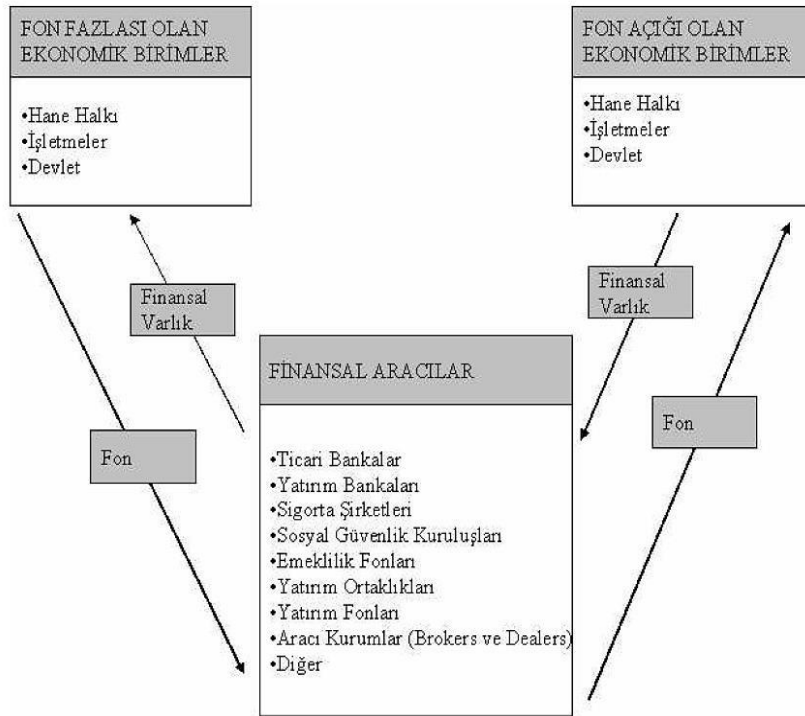 FON FAZLASI OLAN
EKONOMİK BİRİMLER
•Hane Halkı
•İşletmeler
•Devlet
FON AÇIĞI OLAN
EKONOMİK BİRİMLER
•Hane Halkı
•İşletmeler
•Devlet
Finansal
Varlık
Finansal
Varlık
Fon
Fon
FİNANSAL ARACILAR
•Ticari Bankalar
•Yatırım Bankaları
•Sigorta Şirketleri
•Sosyal Güvenlik Kuruluşları
•Emeklilik Fonları
•Yatırım Ortaklıkları
•Yatırım Fonları
•Aracı Kurumlar (Brokers ve Dealers)
•Diğer